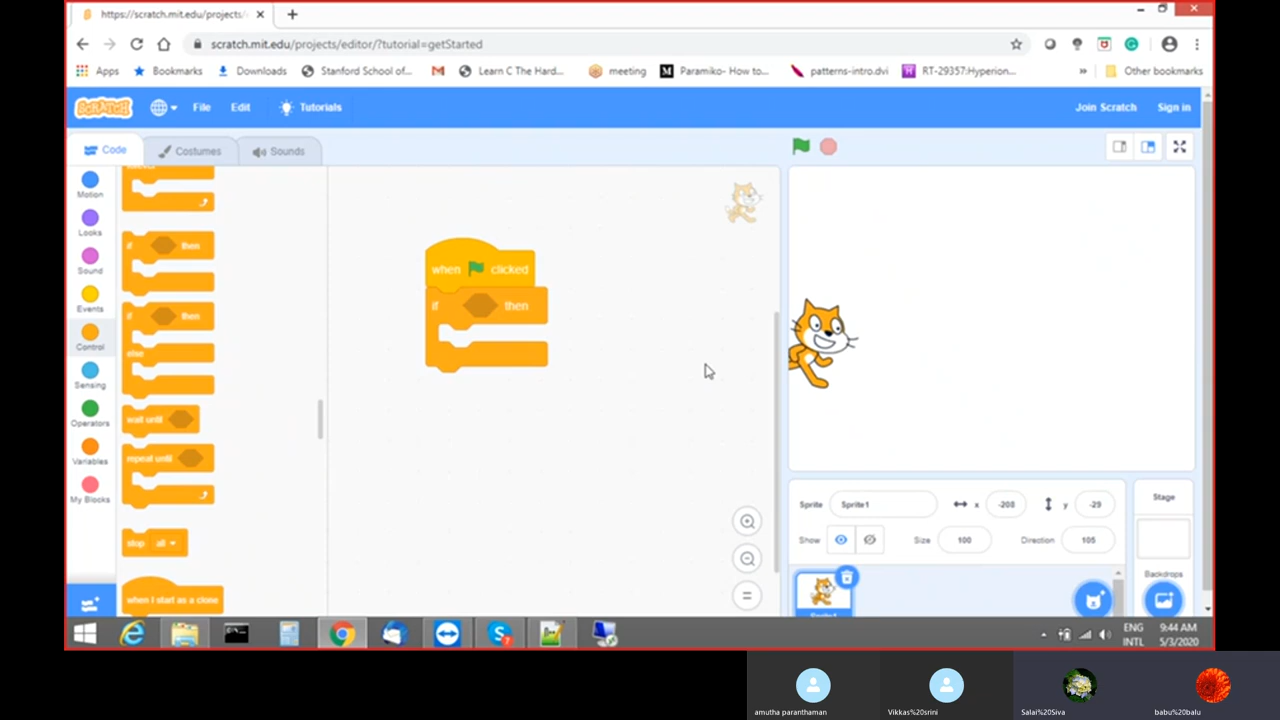 https://scratch.mit.edu/projects/
scratch.mit.edu/projects/editor/?tutorial=getStarted
Apps Bookmarks Downloads Stanford School of... Learn C The Hard... meeting Paramiko- How to... patterns-intro.dvi RT-29357:Hyperion... » Other bookmarks
SCRATCH File Edit Tutorials Join Scratch Sign in
Code Costumes Sounds
Motion
Looks
Sound
Events
Control
Sensing
Operators
Variables
My Blocks
if then
if then
else
wait until
repeat until
stop all
when I start as a clone
when clicked
if then
Sprite Sprite1 x -208 y -29
Show Size 100 Direction 105
Sprite1
Stage
Backdrops
ENG
INTL
9:44 AM
5/3/2020
amutha paranthaman Vikkas%20srini Salai%20Siva babu%20balu